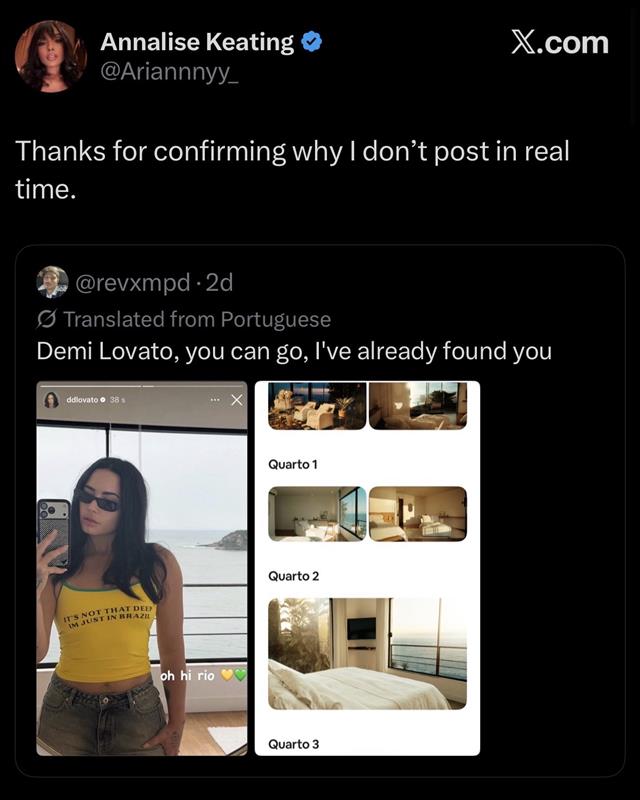 Annalise Keating
X.com
@Ariannnyy_
Thanks for confirming why I don’t post in real
time.
@revxmpd · 2d
Translated from Portuguese
Demi Lovato, you can go, I've already found you
ddlovato 38 s
IT'S NOT THAT DEEP
IM JUST IN BRAZIL
oh hi rio 💛💚
Quarto 1
Quarto 2
Quarto 3